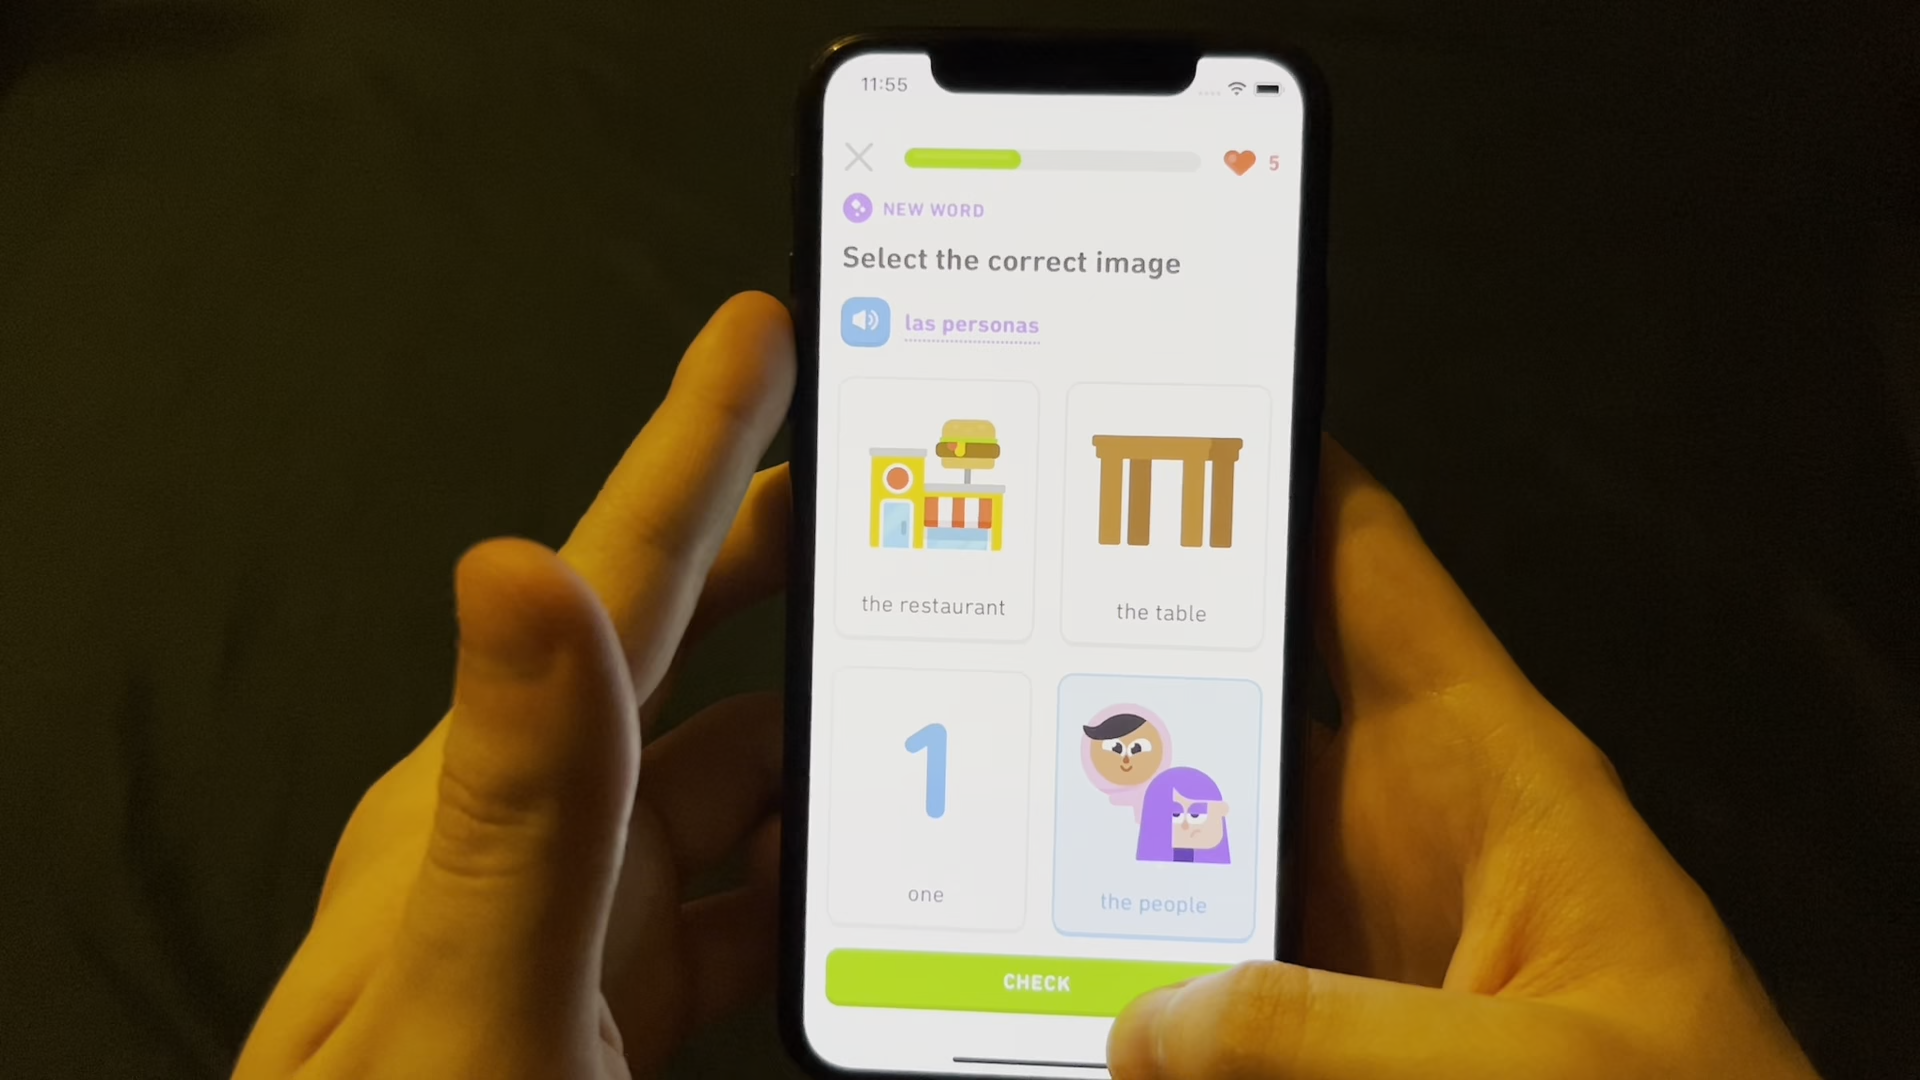 11:55
5
NEW WORD
Select the correct image
las personas
the restaurant
the table
1
one
the people
CHECK